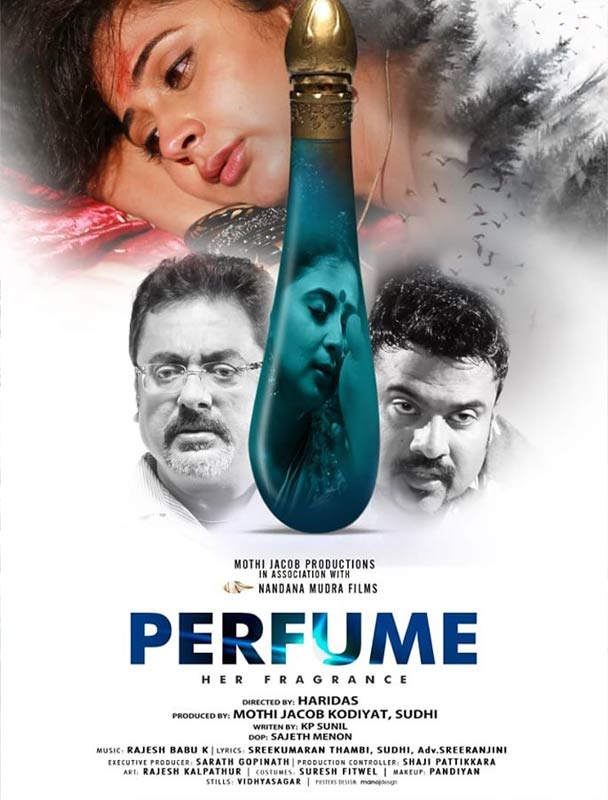 MOTHI JACOB PRODUCTIONS
IN ASSOCIATION WITH
NANDANA MUDRA FILMS
PERFUME
HER FRAGRANCE
DIRECTED BY: HARIDAS
PRODUCED BY: MOTHI JACOB KODIYAT, SUDHI
WRITEN BY: KP SUNIL
DOP: SAJETH MENON
MUSIC: RAJESH BABU K | LYRICS: SREEKUMARAN THAMBI, SUDHI, Adv.SREERANJINI
EXECUTIVE PRODUCER: SARATH GOPINATH | PRODUCTION CONTROLLER: SHAJI PATTIKKARA
ART: RAJESH KALPATHUR | COSTUMES: SURESH FITWEL | MAKEUP: PANDIYAN
STILLS: VIDHYASAGAR | POSTERS DESIGN: manojdesign